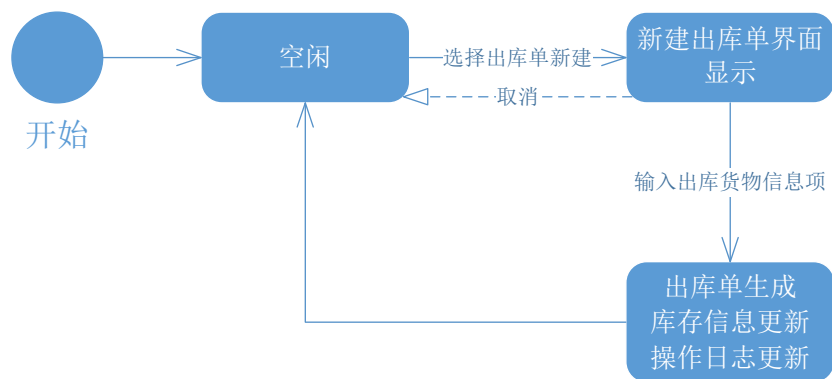 开始
空闲
选择出库单新建
取消
新建出库单界面
显示
输入出库货物信息项
出库单生成
库存信息更新
操作日志更新